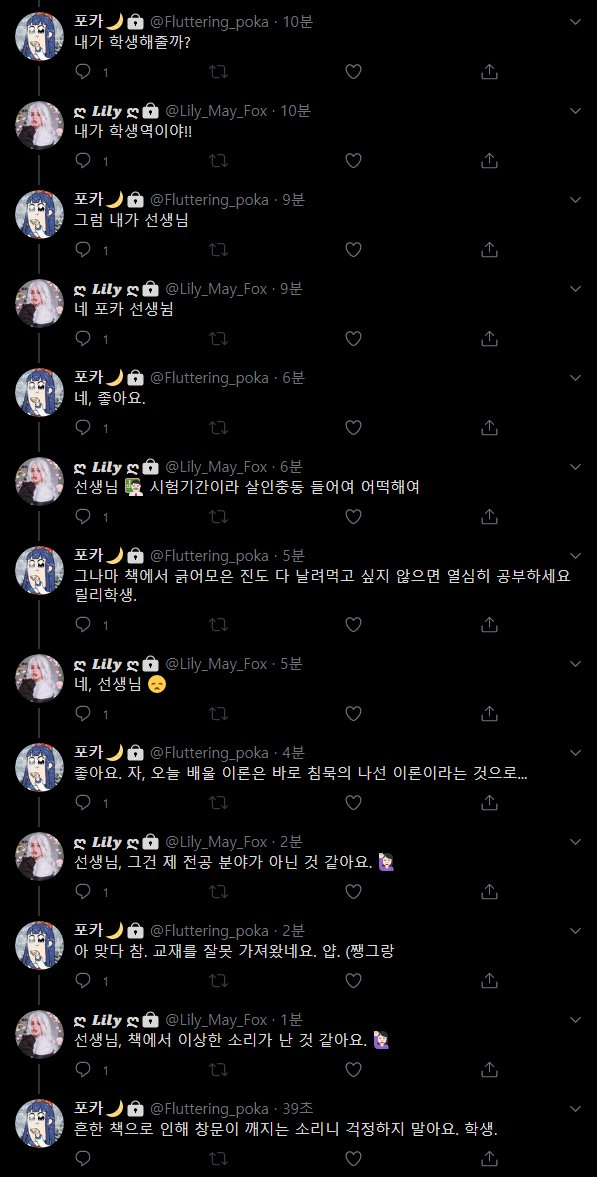 포카🌙🔒 @Fluttering_poka · 10분
내가 학생해줄까?
1
ლ Lily ლ🔒 @Lily_May_Fox · 10분
내가 학생역이야!!
1
포카🌙🔒 @Fluttering_poka · 9분
그럼 내가 선생님
1
ლ Lily ლ🔒 @Lily_May_Fox · 9분
네 포카 선생뉨
1
포카🌙🔒 @Fluttering_poka · 6분
네, 좋아요.
1
ლ Lily ლ🔒 @Lily_May_Fox · 6분
선생님 👩🏻‍🏫 시험기간이라 살인충동 들어여 어떡해여
1
포카🌙🔒 @Fluttering_poka · 5분
그나마 책에서 긁어모은 진도 다 날려먹고 싶지 않으면 열심히 공부하세요
릴리학생.
1
ლ Lily ლ🔒 @Lily_May_Fox · 5분
네, 선생님 😞
1
포카🌙🔒 @Fluttering_poka · 4분
좋아요. 자, 오늘 배울 이론은 바로 침묵의 나선 이론이라는 것으로...
1
ლ Lily ლ🔒 @Lily_May_Fox · 2분
선생님, 그건 제 전공 분야가 아닌 것 같아요. 🙋🏻‍♀️
1
포카🌙🔒 @Fluttering_poka · 2분
아 맞다 참. 교재를 잘못 가져왔네요. 얍. (쨍그랑
1
ლ Lily ლ🔒 @Lily_May_Fox · 1분
선생님, 책에서 이상한 소리가 난 것 같아요. 🙋🏻‍♀️
1
포카🌙🔒 @Fluttering_poka · 39초
흔한 책으로 인해 창문이 깨지는 소리니 걱정하지 말아요. 학생.